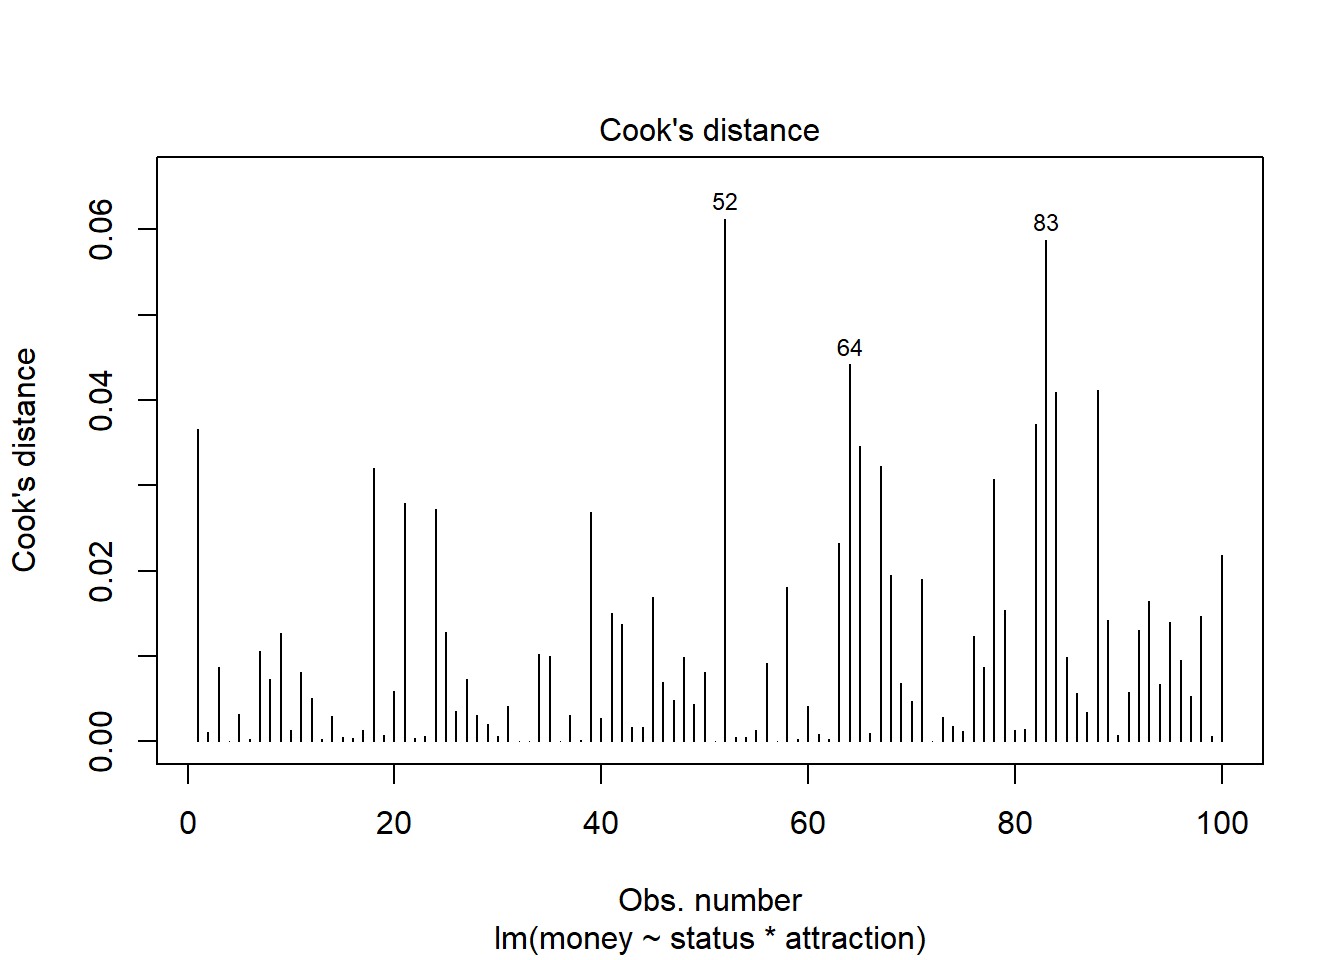 Cook's distance
52
83
64
0.06
0.04
0.02
0.00
Cook's distance
0 20 40 60 80 100
Obs. number
lm(money ~ status * attraction)